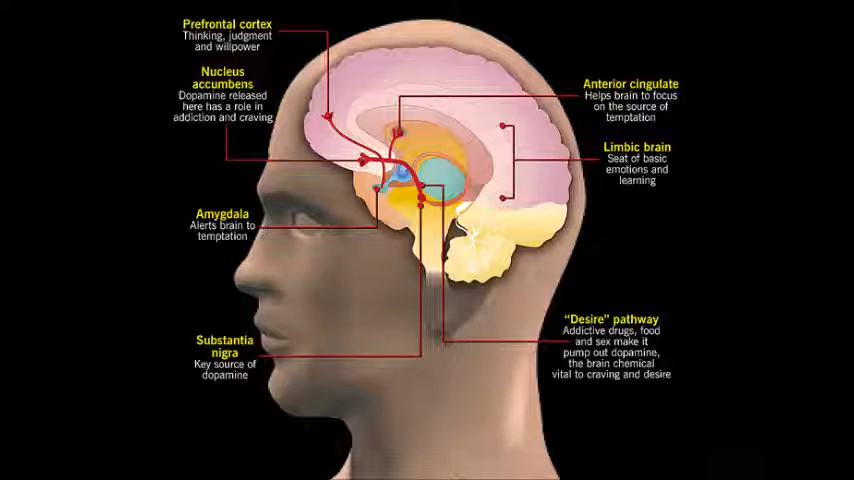 Prefrontal cortex
Thinking, judgment
and willpower
Nucleus
accumbens
Dopamine released
here has a role in
addiction and craving
Amygdala
Alerts brain to
temptation
Substantia
nigra
Key source of
dopamine
Anterior cingulate
Helps brain to focus
on the source of
temptation
Limbic brain
Seat of basic
emotions and
learning
“Desire” pathway
Addictive drugs, food
and sex make it
pump out dopamine,
the brain chemical
vital to craving and desire